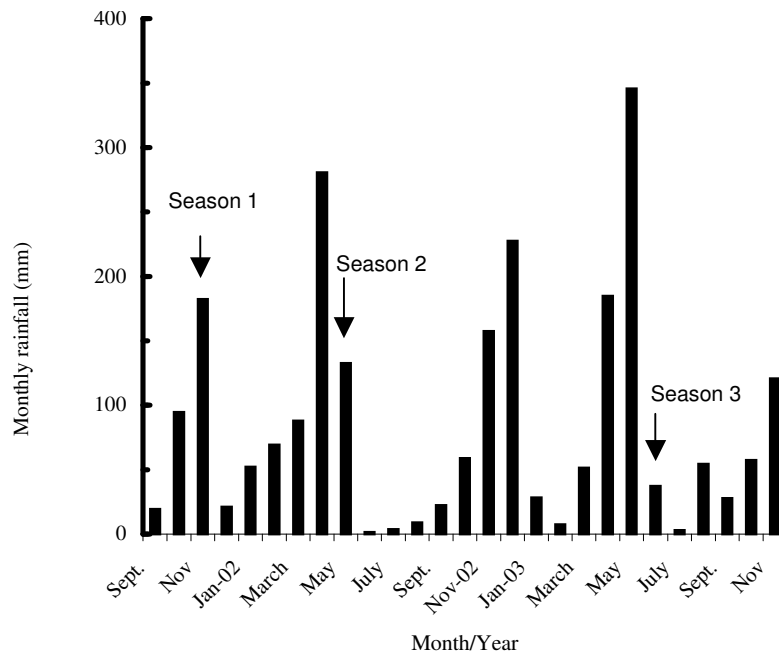 400
300
200
100
0
Monthly rainfall (mm)
Season 1
Season 2
Season 3
Sept.
Nov
Jan-02
March
May
July
Sept.
Nov-02
Jan-03
March
May
July
Sept.
Nov
Month/Year